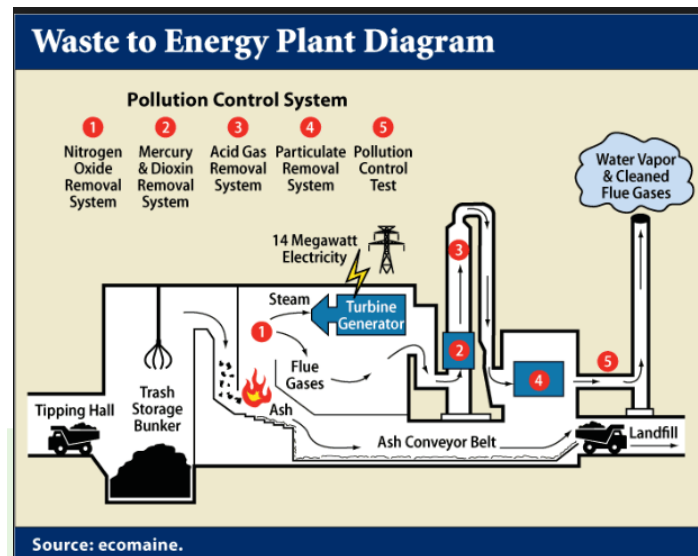 Waste to Energy Plant Diagram
Pollution Control System
1
Nitrogen
Oxide
Removal
System
2
Mercury
& Dioxin
Removal
System
3
Acid Gas
Removal
System
4
Particulate
Removal
System
5
Pollution
Control
Test
Water Vapor
& Cleaned
Flue Gases
14 Megawatt
Electricity
3
Steam
Turbine
Generator
1
2
Flue
Gases
4
5
Tipping Hall
Trash
Storage
Bunker
Ash
Ash Conveyor Belt
Landfill
Source: ecomaine.